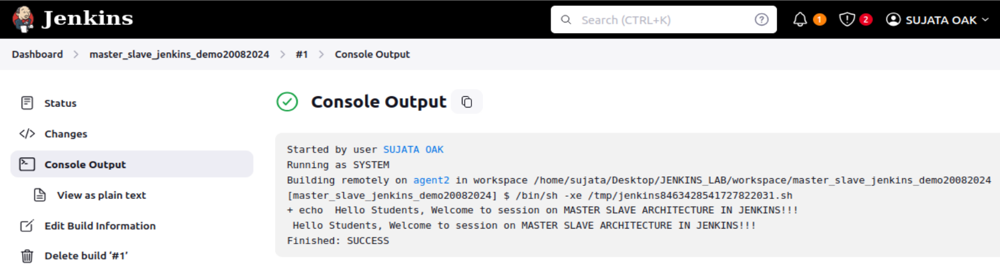 Jenkins
Search (CTRL+K)
?
1
2
SUJATA OAK
Dashboard > master_slave_jenkins_demo20082024 > #1 > Console Output
Status
Changes
Console Output
View as plain text
Edit Build Information
Delete build ‘#1’
Console Output
Started by user SUJATA OAK
Running as SYSTEM
Building remotely on agent2 in workspace /home/sujata/Desktop/JENKINS_LAB/workspace/master_slave_jenkins_demo20082024
[master_slave_jenkins_demo20082024] $ /bin/sh -xe /tmp/jenkins8463428541727822031.sh
+ echo  Hello Students, Welcome to session on MASTER SLAVE ARCHITECTURE IN JENKINS!!!
 Hello Students, Welcome to session on MASTER SLAVE ARCHITECTURE IN JENKINS!!!
Finished: SUCCESS